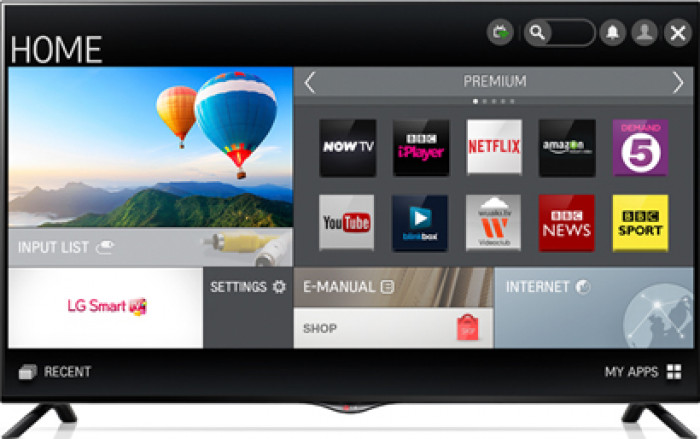 HOME
PREMIUM
NOW TV
BBC
iPlayer
NETFLIX
amazon
DEMAND
5
YouTube
blinkbox
wuaki.tv
Videoclub
BBC
NEWS
BBC
SPORT
INPUT LIST
LG Smart
SETTINGS
E-MANUAL
SHOP
INTERNET
RECENT
MY APPS